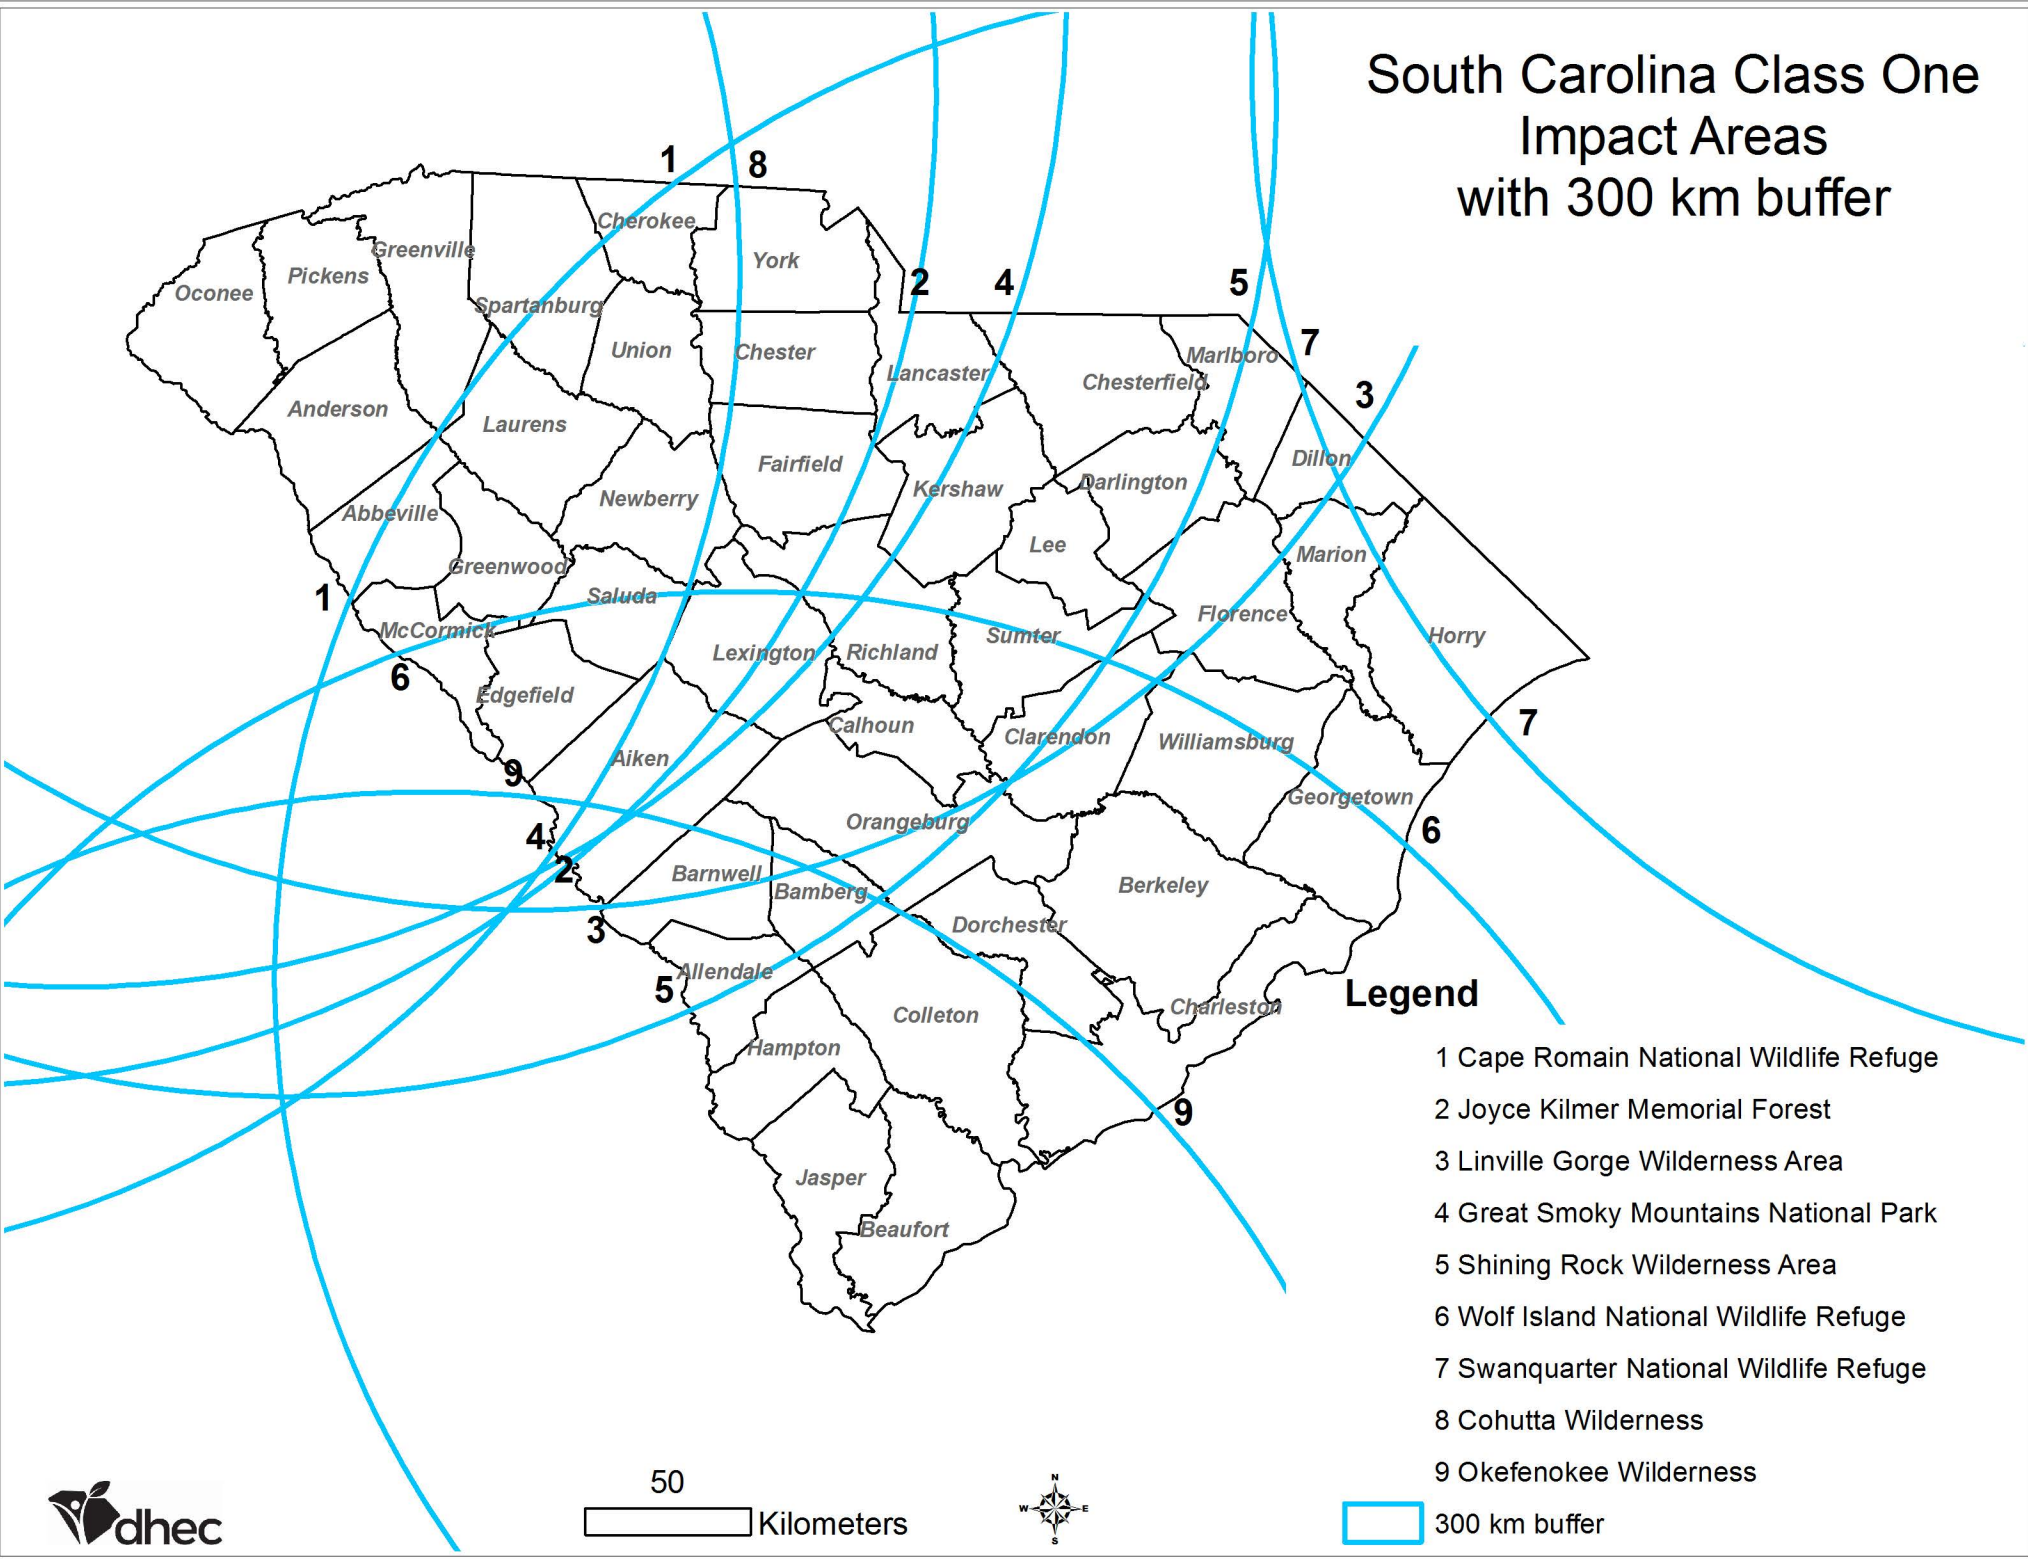 South Carolina Class One
Impact Areas
with 300 km buffer
1
8
Cherokee
Greenville
York
Pickens
Oconee
2
4
5
Spartanburg
7
Union
Chester
Marlboro
Lancaster
Chesterfield
3
Anderson
Laurens
Dillon
Fairfield
Darlington
Kershaw
Newberry
Abbeville
Lee
Marion
Greenwood
1
Saluda
Florence
McCormick
Sumter
Horry
Lexington
Richland
6
Edgefield
7
Calhoun
Clarendon
Williamsburg
Aiken
9
Georgetown
Orangeburg
4
6
2
Barnwell
Bamberg
Berkeley
Dorchester
3
Allendale
5
Legend
Charleston
Colleton
Hampton
1 Cape Romain National Wildlife Refuge
9
2 Joyce Kilmer Memorial Forest
3 Linville Gorge Wilderness Area
Jasper
4 Great Smoky Mountains National Park
Beaufort
5 Shining Rock Wilderness Area
6 Wolf Island National Wildlife Refuge
7 Swanquarter National Wildlife Refuge
8 Cohutta Wilderness
9 Okefenokee Wilderness
300 km buffer
50
Kilometers
N
W E
S
dhec